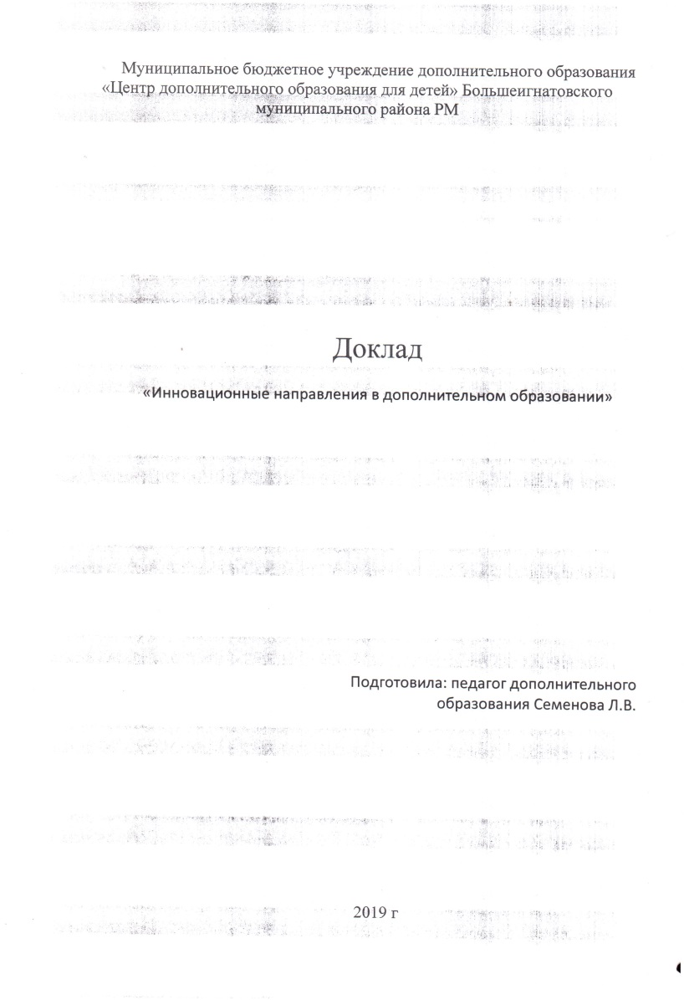 Муниципальное бюджетное учреждение дополнительного образования
«Центр дополнительного образования для детей» Большеигнатовского
муниципального района РМ
Доклад
«Инновационные направления в дополнительном образовании»
Подготовила: педагог дополнительного
образования Семенова Л.В.
2019 г